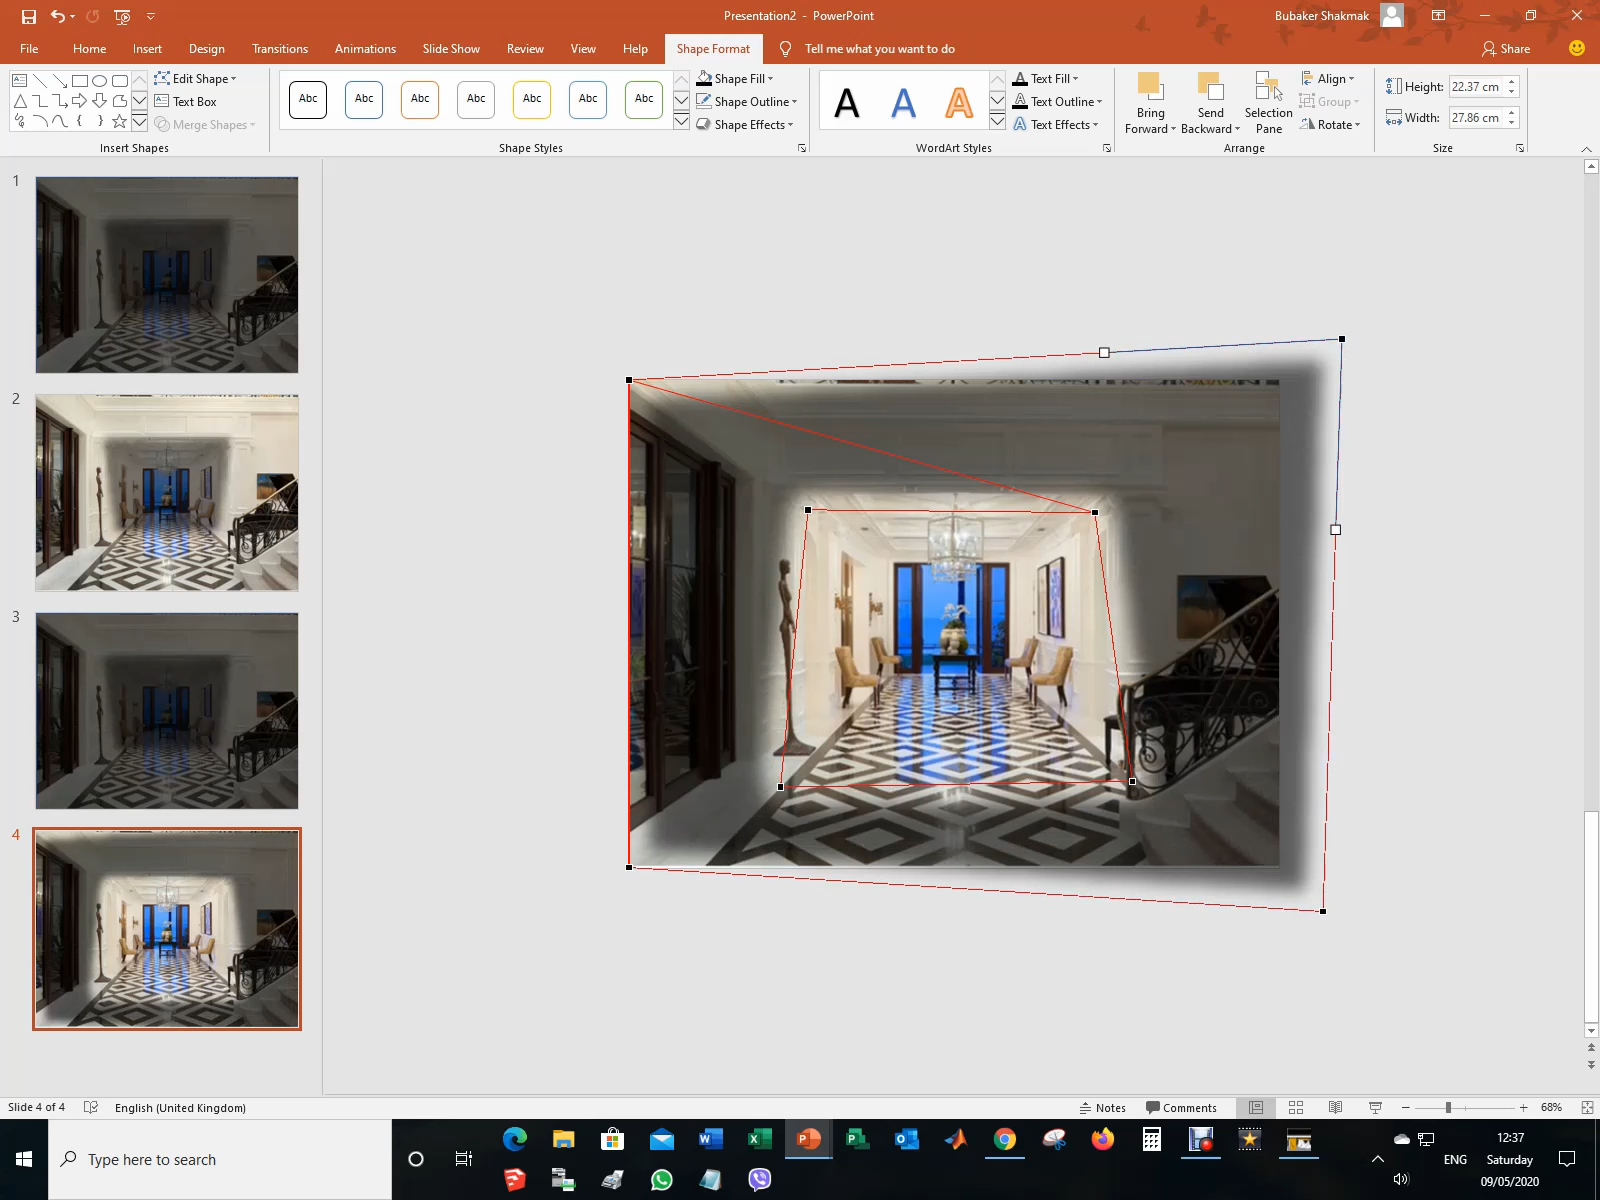 Presentation2 - PowerPoint
Bubaker Shakmak
File Home Insert Design Transitions Animations Slide Show Review View Help Shape Format Tell me what you want to do Share
Edit Shape
Text Box
Merge Shapes
Insert Shapes
Abc Abc Abc Abc Abc Abc Abc
Shape Fill
Shape Outline
Shape Effects
Shape Styles
A A A
Text Fill
Text Outline
Text Effects
WordArt Styles
Bring
Forward
Send
Backward
Selection
Pane
Align
Group
Rotate
Arrange
Height: 22.37 cm
Width: 27.86 cm
Size
1
2
3
4
Slide 4 of 4 English (United Kingdom) Notes Comments 68%
Type here to search
ENG
12:37
Saturday
09/05/2020